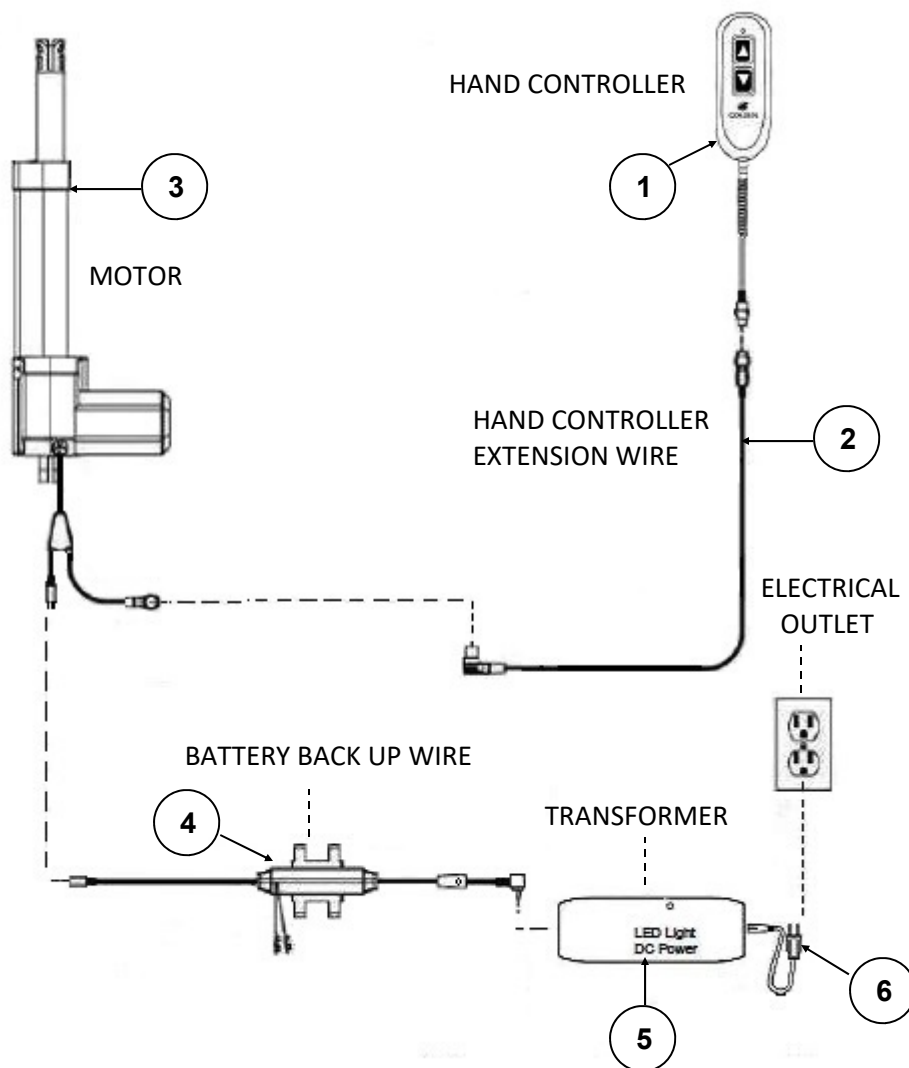 HAND CONTROLLER
GOLDEN
1
3
MOTOR
HAND CONTROLLER
EXTENSION WIRE
2
ELECTRICAL
OUTLET
BATTERY BACK UP WIRE
4
TRANSFORMER
LED Light
DC Power
6
5